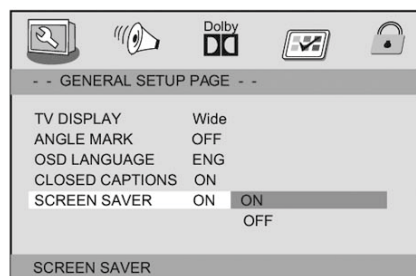 Dolby
- - GENERAL SETUP PAGE - -
TV DISPLAY Wide
ANGLE MARK OFF
OSD LANGUAGE ENG
CLOSED CAPTIONS ON
SCREEN SAVER ON ON
OFF
SCREEN SAVER